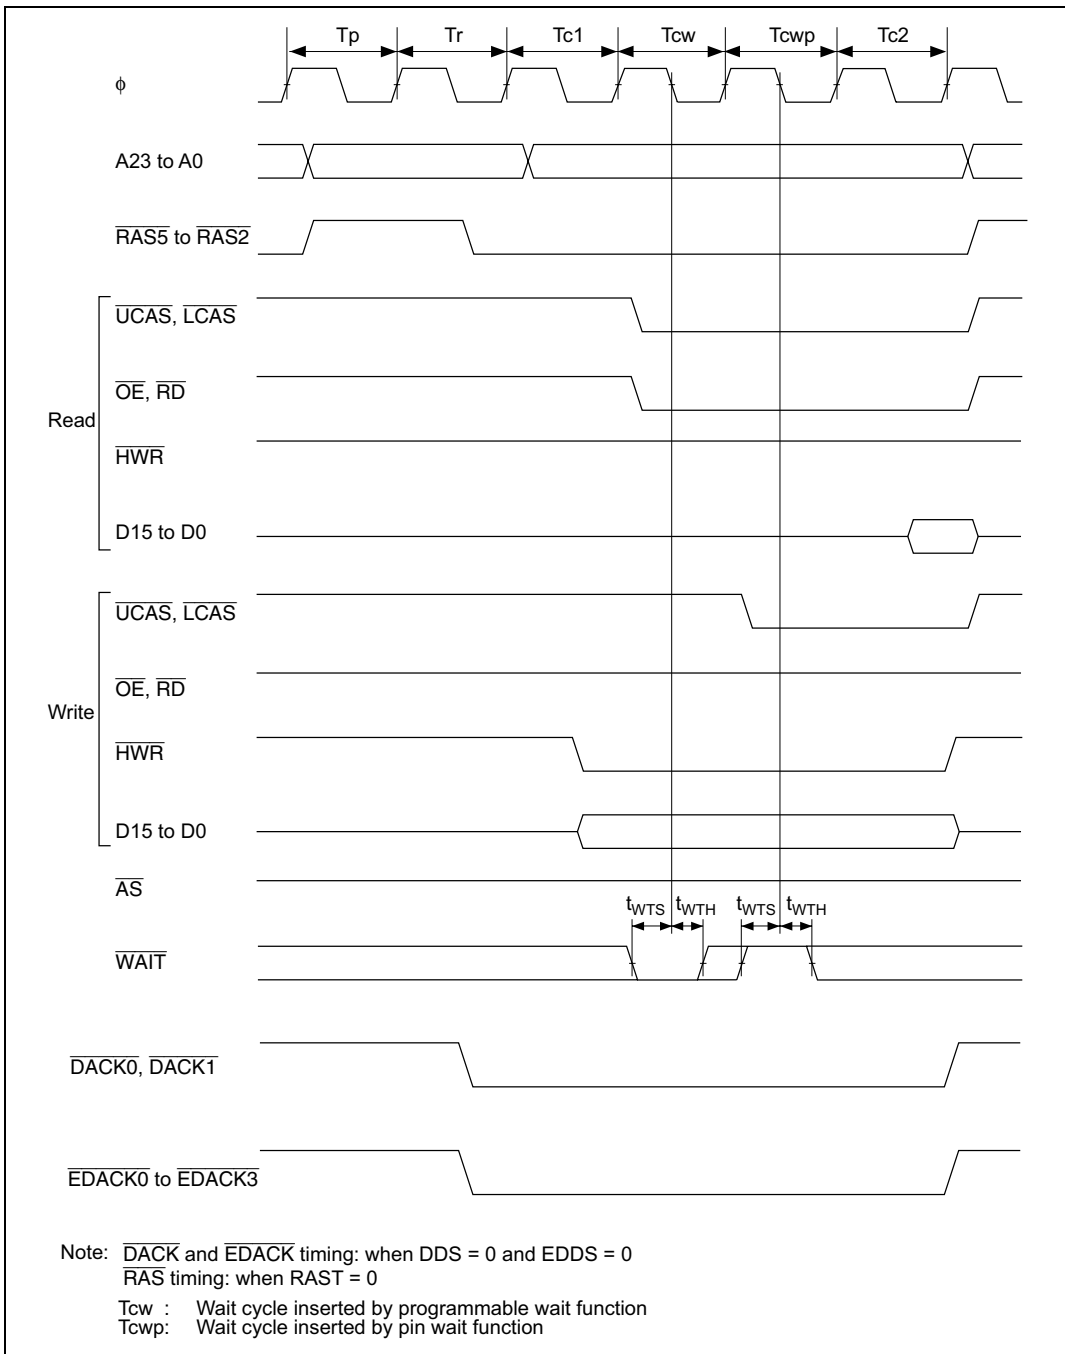 Tp Tr Tc1 Tcw Tcwp Tc2
ϕ
A23 to A0
RAS5 to RAS2
Read
UCAS, LCAS
OE, RD
HWR
D15 to D0
Write
UCAS, LCAS
OE, RD
HWR
D15 to D0
AS
tWTS tWTH tWTS tWTH
WAIT
DACK0, DACK1
EDACK0 to EDACK3
Note: DACK and EDACK timing: when DDS = 0 and EDDS = 0
RAS timing: when RAST = 0
Tcw : Wait cycle inserted by programmable wait function
Tcwp: Wait cycle inserted by pin wait function